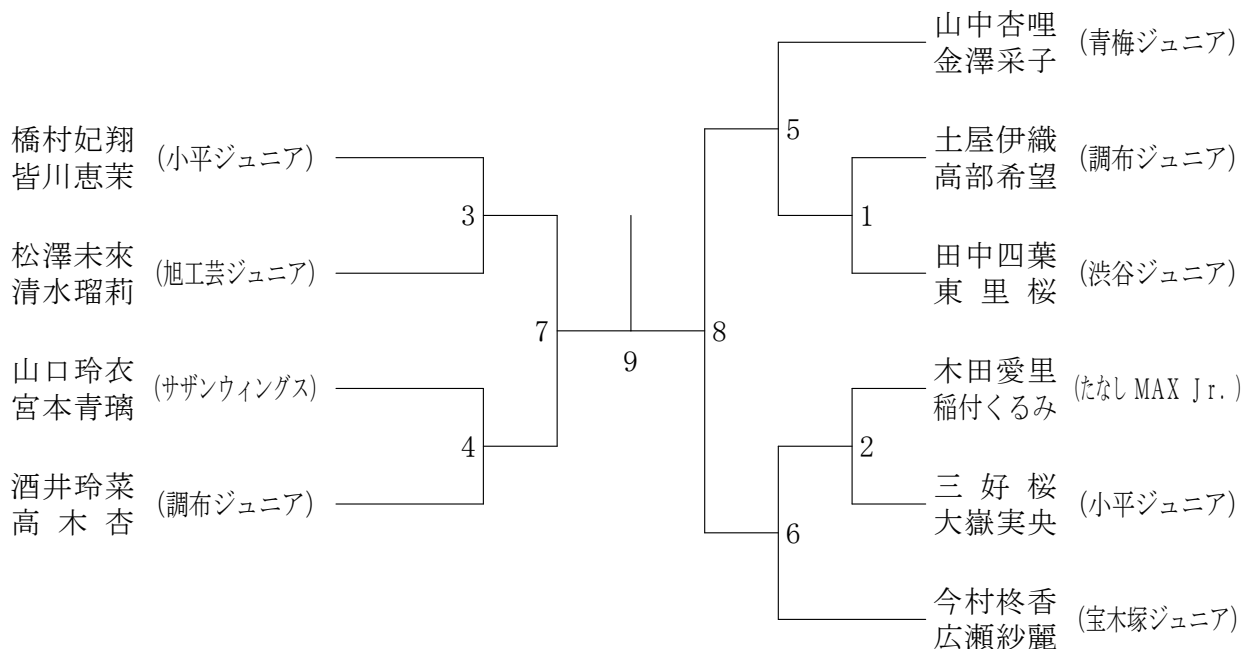 橋村妃翔
皆川恵茉
(小平ジュニア)
松澤未來
清水瑠莉
(旭工芸ジュニア)
山口玲衣
宮本青璃
(サザンウィングス)
酒井玲菜
高木杏
(調布ジュニア)
3
4
7
9
8
5
6
1
2
山中杏哩
金澤采子
(青梅ジュニア)
土屋伊織
高部希望
(調布ジュニア)
田中四葉
東里桜
(渋谷ジュニア)
木田愛里
稲付くるみ
(たなし MAX Jr.)
三好桜
大嶽実央
(小平ジュニア)
今村柊香
広瀬紗麗
(宝木塚ジュニア)